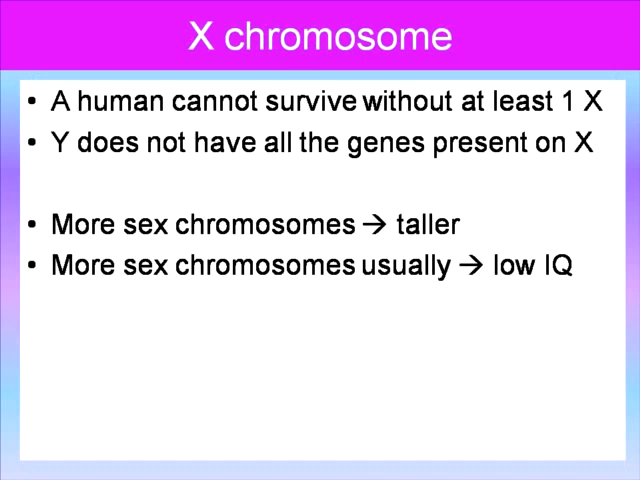 X chromosome
• A human cannot survive without at least 1 X
• Y does not have all the genes present on X
• More sex chromosomes → taller
• More sex chromosomes usually → low IQ